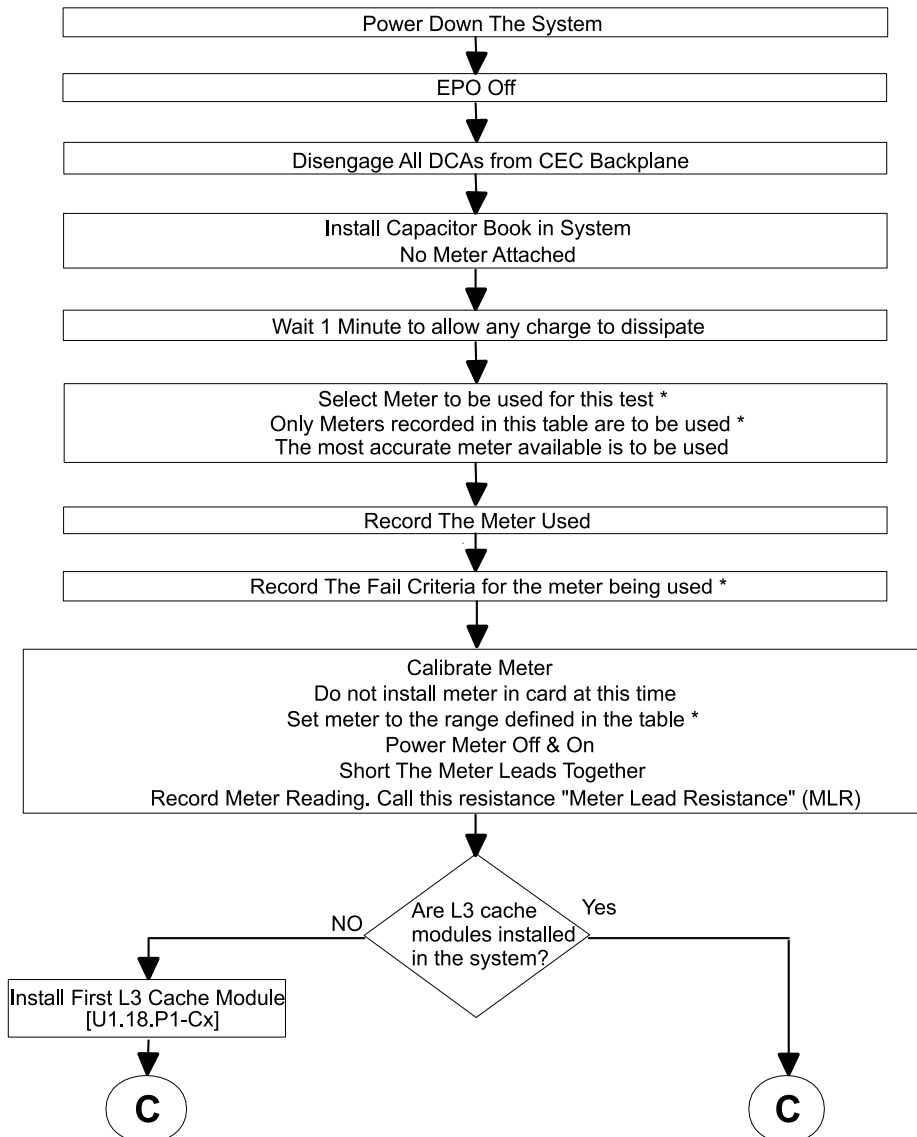 Power Down The System
EPO Off
Disengage All DCAs from CEC Backplane
Install Capacitor Book in System
No Meter Attached
Wait 1 Minute to allow any charge to dissipate
Select Meter to be used for this test *
Only Meters recorded in this table are to be used *
The most accurate meter available is to be used
Record The Meter Used
Record The Fail Criteria for the meter being used *
Calibrate Meter
Do not install meter in card at this time
Set meter to the range defined in the table *
Power Meter Off & On
Short The Meter Leads Together
Record Meter Reading. Call this resistance "Meter Lead Resistance" (MLR)
NO
Are L3 cache
modules installed
in the system?
Yes
Install First L3 Cache Module
[U1.18.P1-Cx]
C
C